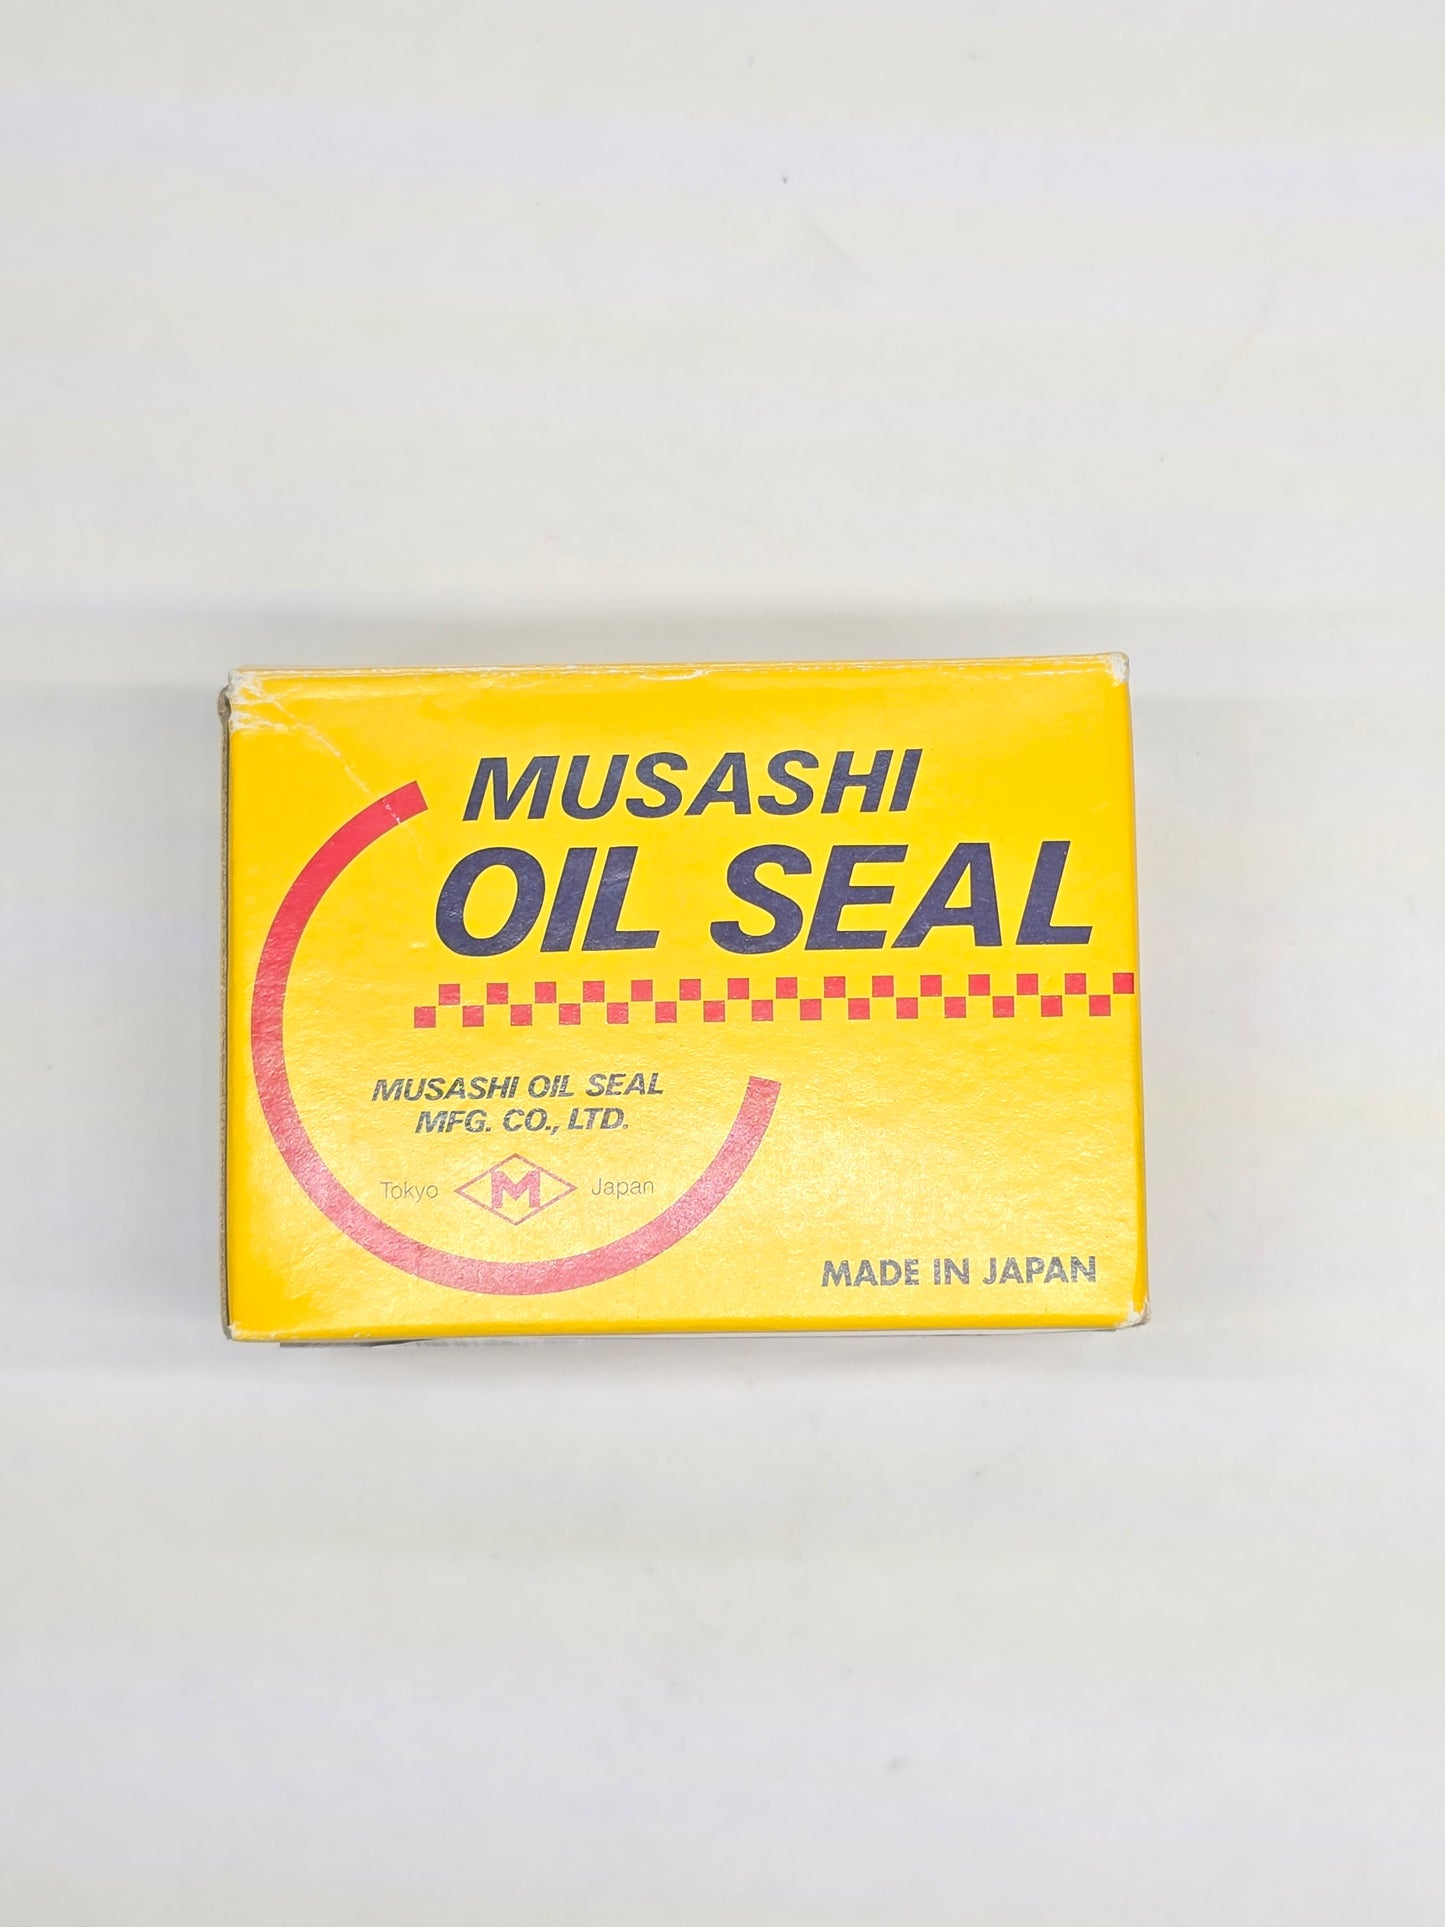 MUSASHI
OIL SEAL
MUSASHI OIL SEAL
MFG. CO., LTD.
Tokyo M Japan
MADE IN JAPAN